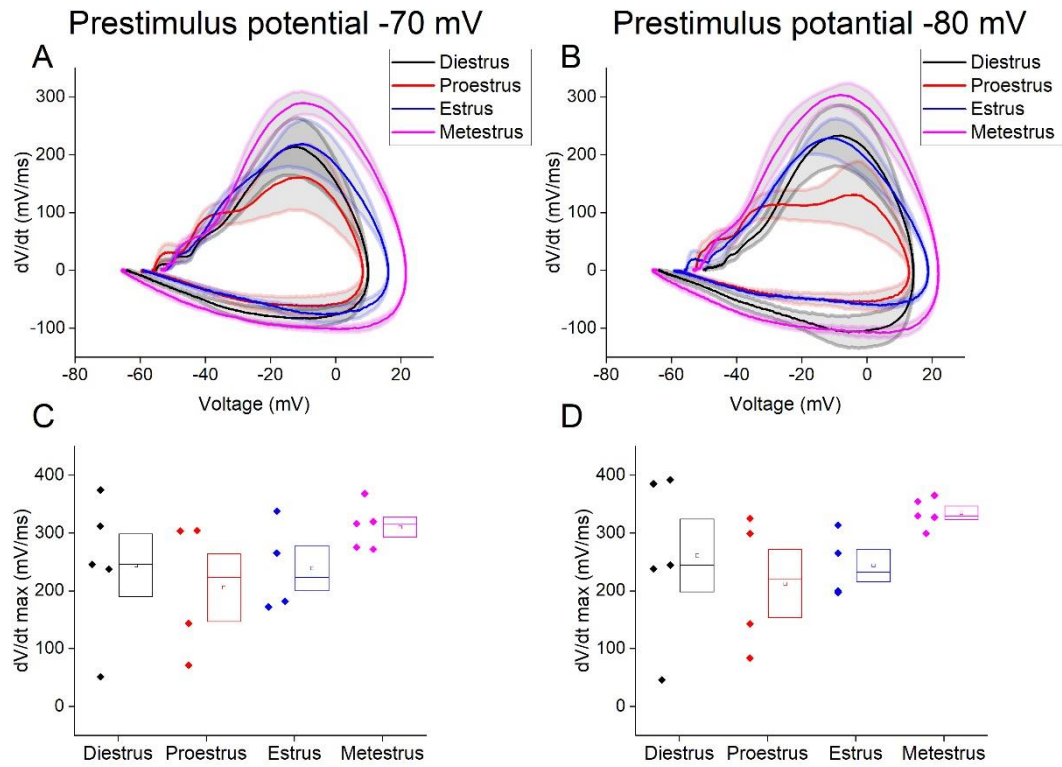 Prestimulus potential -70 mV
Prestimulus potantial -80 mV
A
Diestrus
Proestrus
Estrus
Metestrus
300
200
100
0
-100
dV/dt (mV/ms)
-80 -60 -40 -20 0 20
Voltage (mV)
B
Diestrus
Proestrus
Estrus
Metestrus
300
200
100
0
-100
dV/dt (mV/ms)
-80 -60 -40 -20 0 20
Voltage (mV)
C
400
300
200
100
0
dV/dt max (mV/ms)
Diestrus Proestrus Estrus Metestrus
D
400
300
200
100
0
dV/dt max (mV/ms)
Diestrus Proestrus Estrus Metestrus